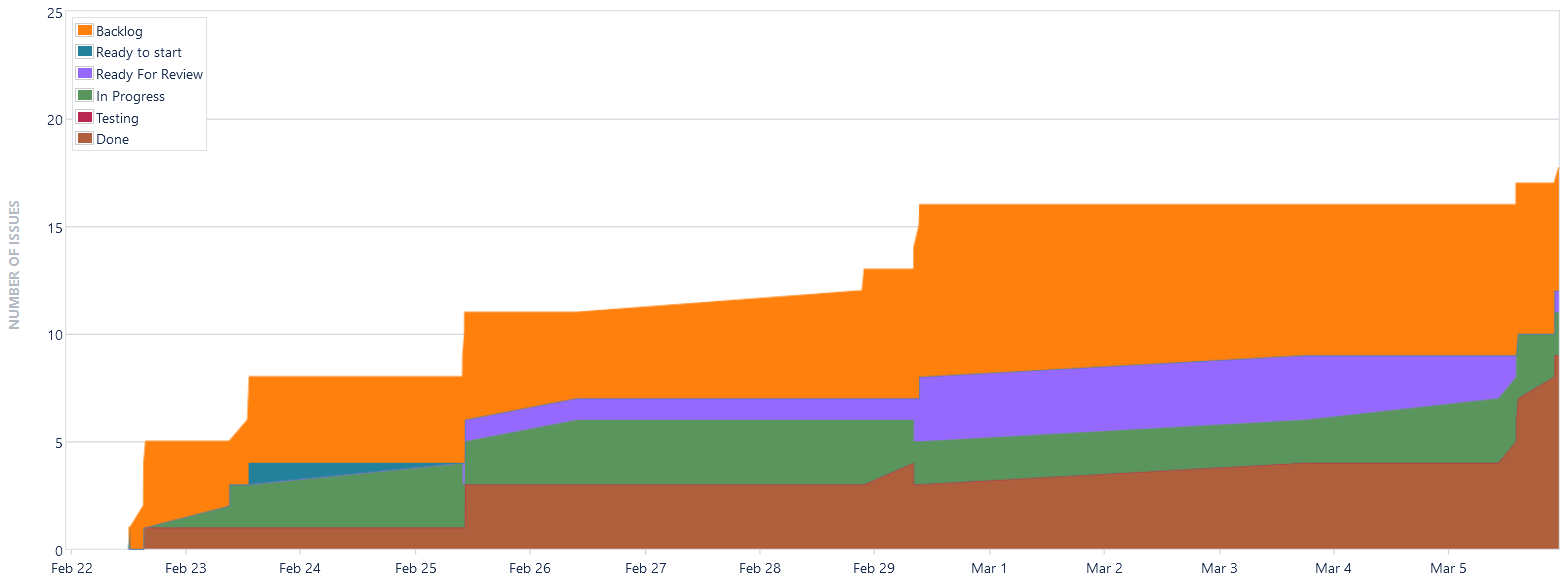 25
20
15
10
5
0
NUMBER OF ISSUES
Backlog
Ready to start
Ready For Review
In Progress
Testing
Done
Feb 22 Feb 23 Feb 24 Feb 25 Feb 26 Feb 27 Feb 28 Feb 29 Mar 1 Mar 2 Mar 3 Mar 4 Mar 5